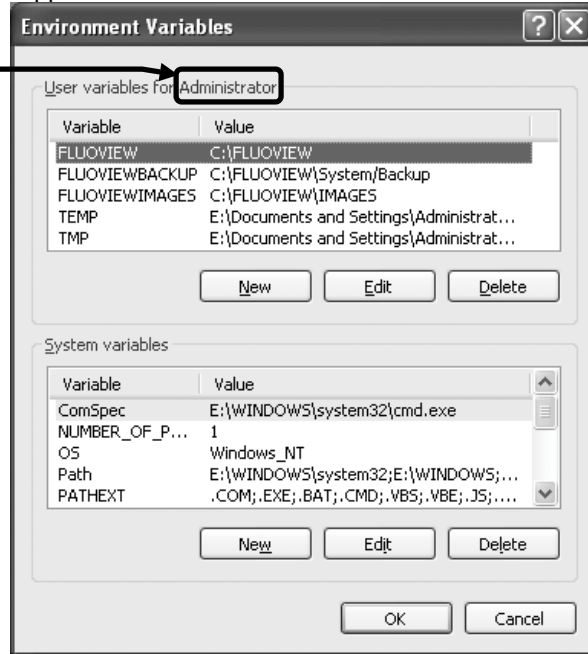 Environment Variables
User variables for Administrator
Variable Value
FLUOVIEW C:\FLUOVIEW
FLUOVIEWBACKUP C:\FLUOVIEW\System/Backup
FLUOVIEWIMAGES C:\FLUOVIEW\IMAGES
TEMP E:\Documents and Settings\Administrat...
TMP E:\Documents and Settings\Administrat...
New Edit Delete
System variables
Variable Value
ComSpec E:\WINDOWS\system32\cmd.exe
NUMBER_OF_P... 1
OS Windows_NT
Path E:\WINDOWS\system32;E:\WINDOWS;...
PATHEXT .COM;.EXE;.BAT;.CMD;.VBS;.VBE;.JS;....
New Edit Delete
OK Cancel